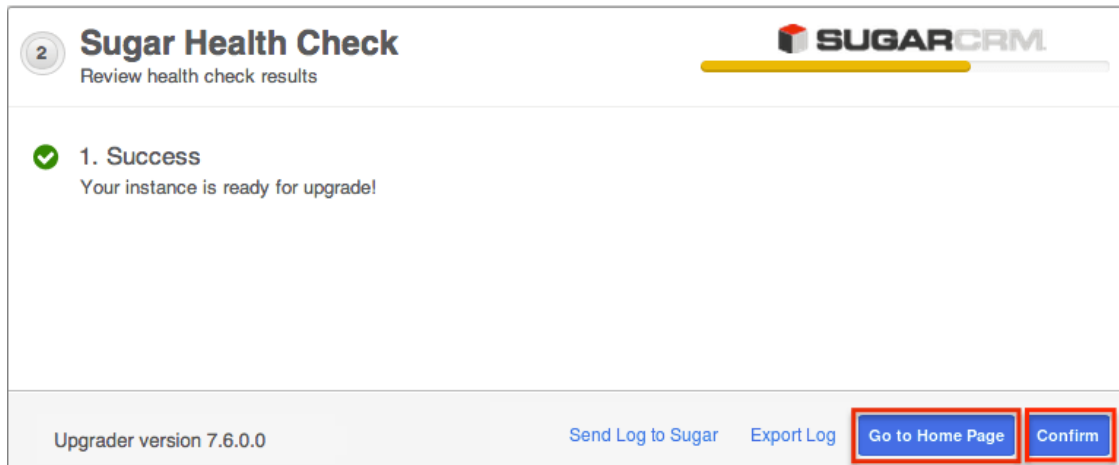 2
Sugar Health Check
Review health check results
SUGARCRM
1. Success
Your instance is ready for upgrade!
Upgrader version 7.6.0.0
Send Log to Sugar
Export Log
Go to Home Page
Confirm